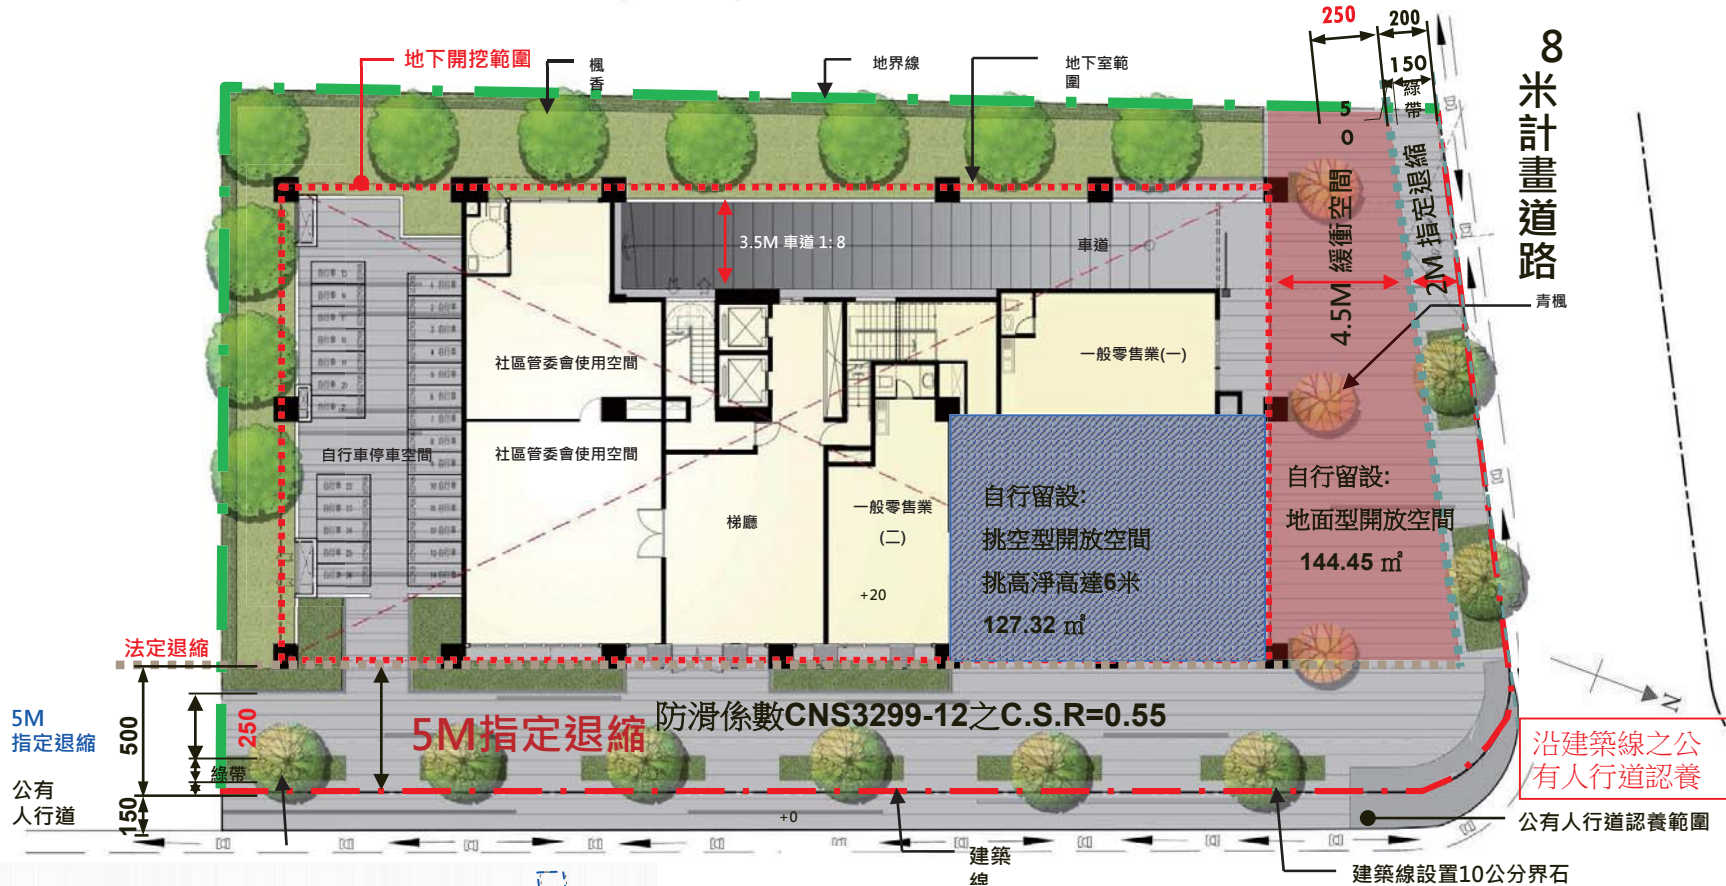 250
200
150
綠
帶
5
0
8
米
計
畫
道
路
地下開挖範圍
楓
香
地界線
地下室範
圍
3.5M 車道 1: 8
車道
4.5M 緩衝空間
2M 指定退縮
青楓
社區管委會使用空間
一般零售業(一)
自行車停車空間
社區管委會使用空間
梯廳
一般零售業
(二)
+20
自行留設:
挑空型開放空間
挑高淨高達6米
127.32 ㎡
自行留設:
地面型開放空間
144.45 ㎡
法定退縮
5M
指定退縮
500
250
綠帶
5M指定退縮
防滑係數CNS3299-12之C.S.R=0.55
N
沿建築線之公
有人行道認養
公有
人行道
150
+0
公有人行道認養範圍
建築
線
建築線設置10公分界石